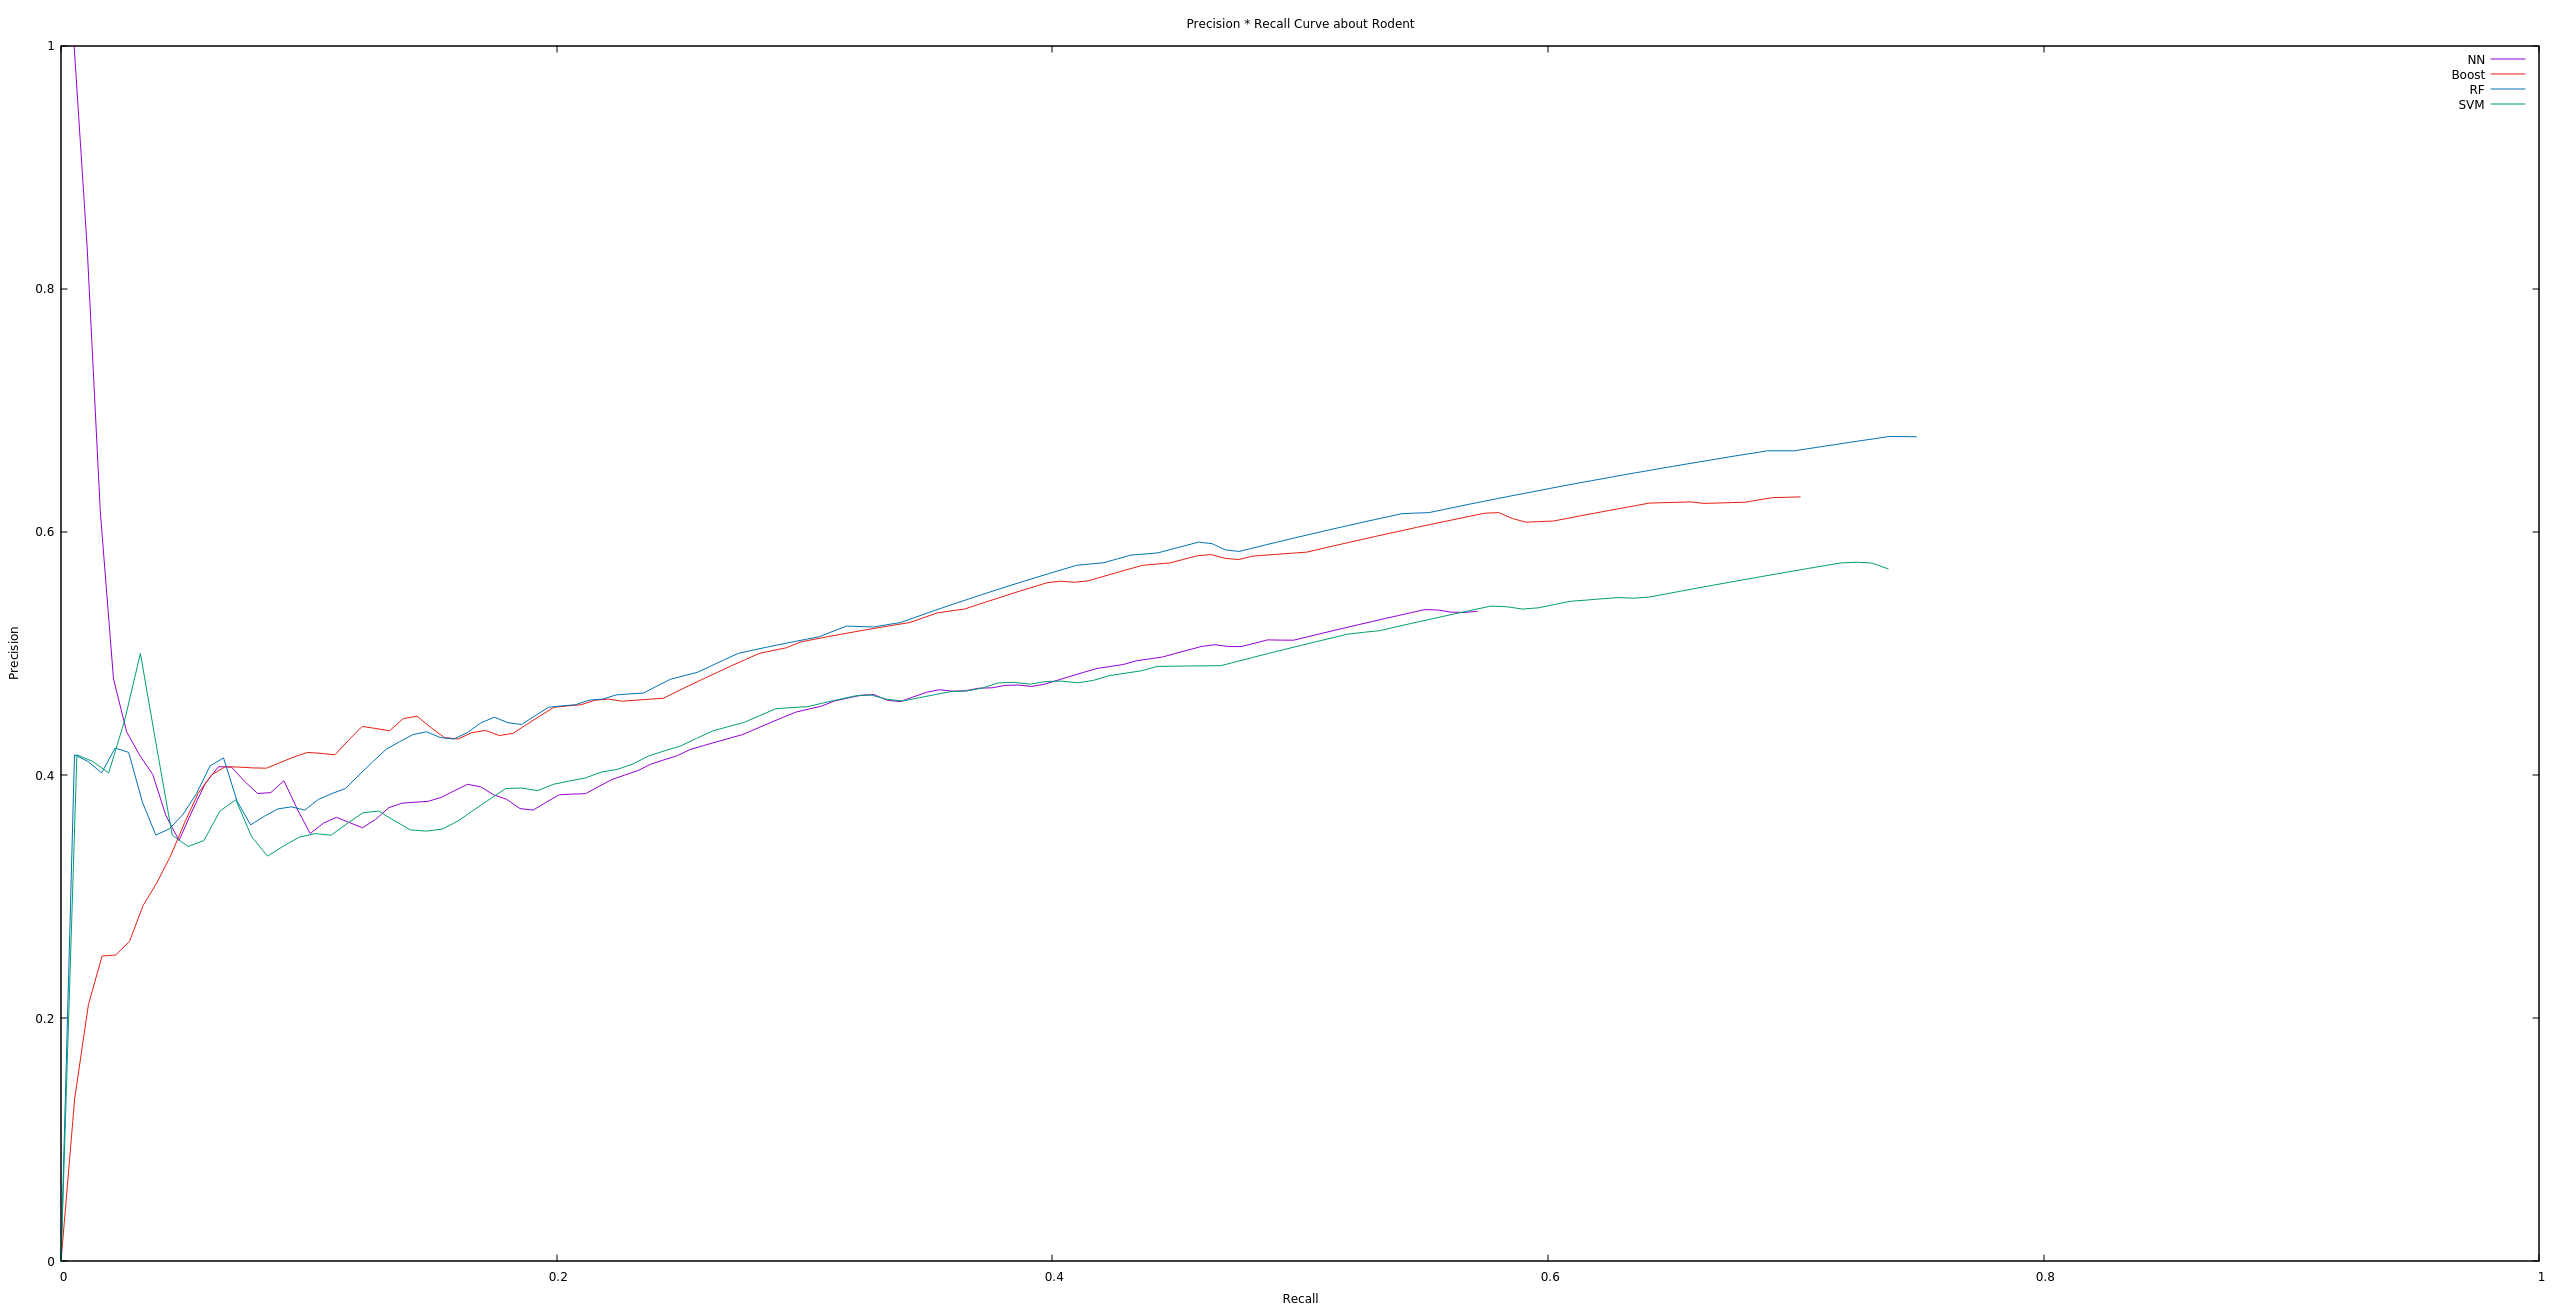 Precision * Recall Curve about Rodent
1
NN
Boost
RF
SVM
0.8
0.6
Precision
0.4
0.2
0
0 0.2 0.4 0.6 0.8 1
Recall